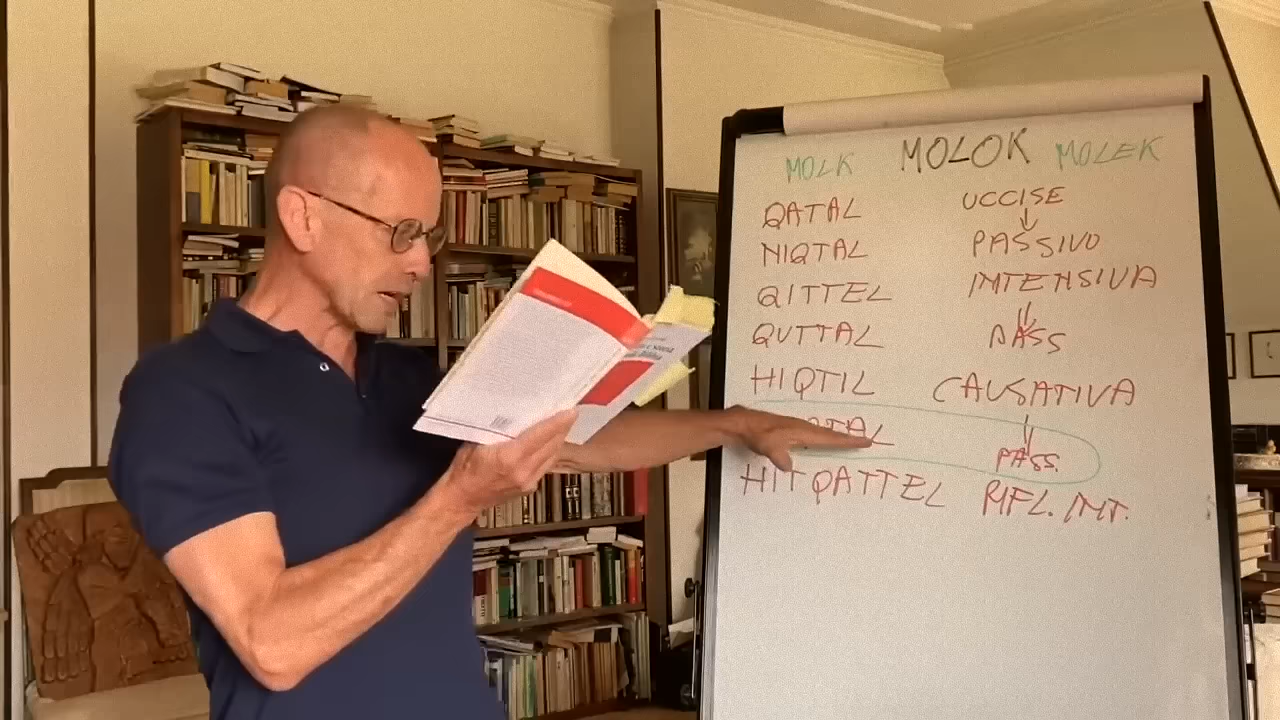 MOLK MOLOK MOLEK
QATAL UCCISE
NIQTAL PASSIVO
QITTEL INTENSIVA
QUTTAL PASS
HIQTIL CAUSATIVA
PASS.
HITQATTEL RIFL. INT.